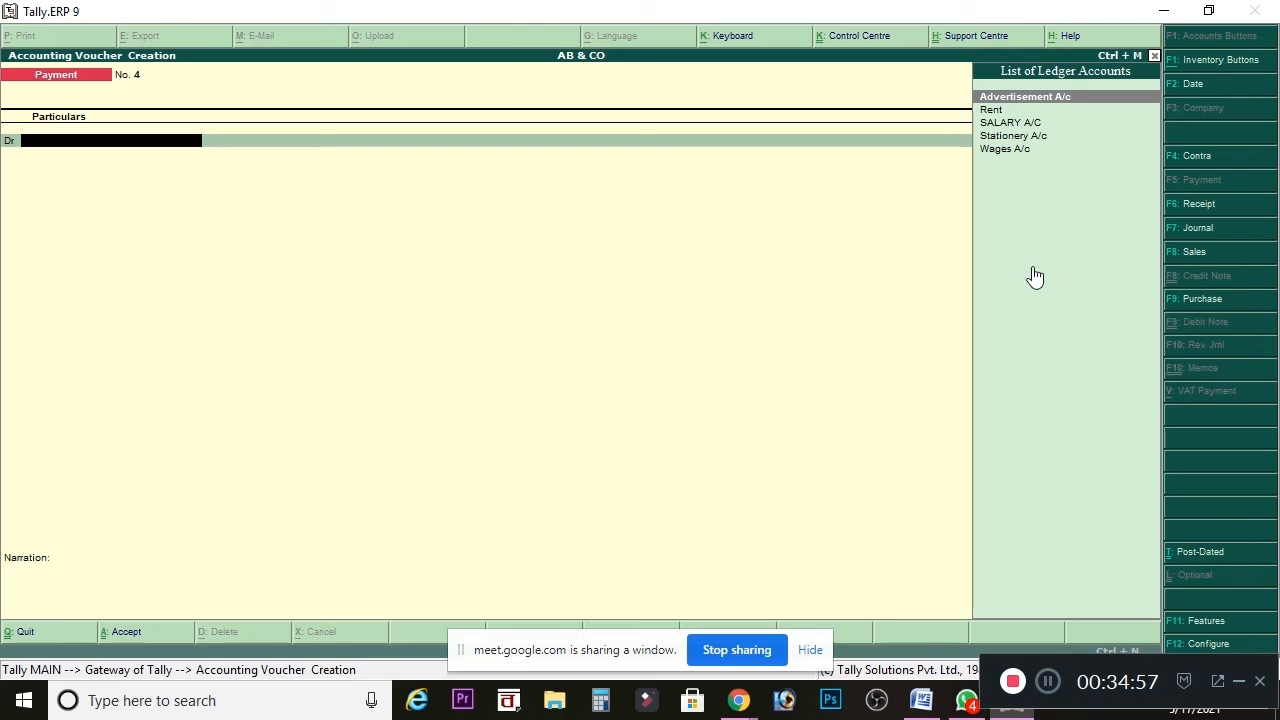 Tally.ERP 9
P: Print
E: Export
M: E-Mail
O: Upload
G: Language
K: Keyboard
K: Control Centre
H: Support Centre
H: Help
Accounting Voucher Creation
AB & CO
Ctrl + M
Payment
No. 4
Particulars
Dr
Narration:
List of Ledger Accounts
Advertisement A/c
Rent
SALARY A/C
Stationery A/c
Wages A/c
F1: Accounts Buttons
F1: Inventory Buttons
F2: Date
F3: Company
F4: Contra
F5: Payment
F6: Receipt
F7: Journal
F8: Sales
F8: Credit Note
F9: Purchase
F9: Debit Note
F10: Rev Jrnl
F10: Memos
V: VAT Payment
T: Post-Dated
L: Optional
F11: Features
F12: Configure
Q: Quit
A: Accept
D: Delete
X: Cancel
meet.google.com is sharing a window.
Stop sharing
Hide
Ctrl + N
Tally MAIN --> Gateway of Tally --> Accounting Voucher Creation
(c) Tally Solutions Pvt. Ltd., 19
00:34:57
Type here to search
Pr
Ps
4